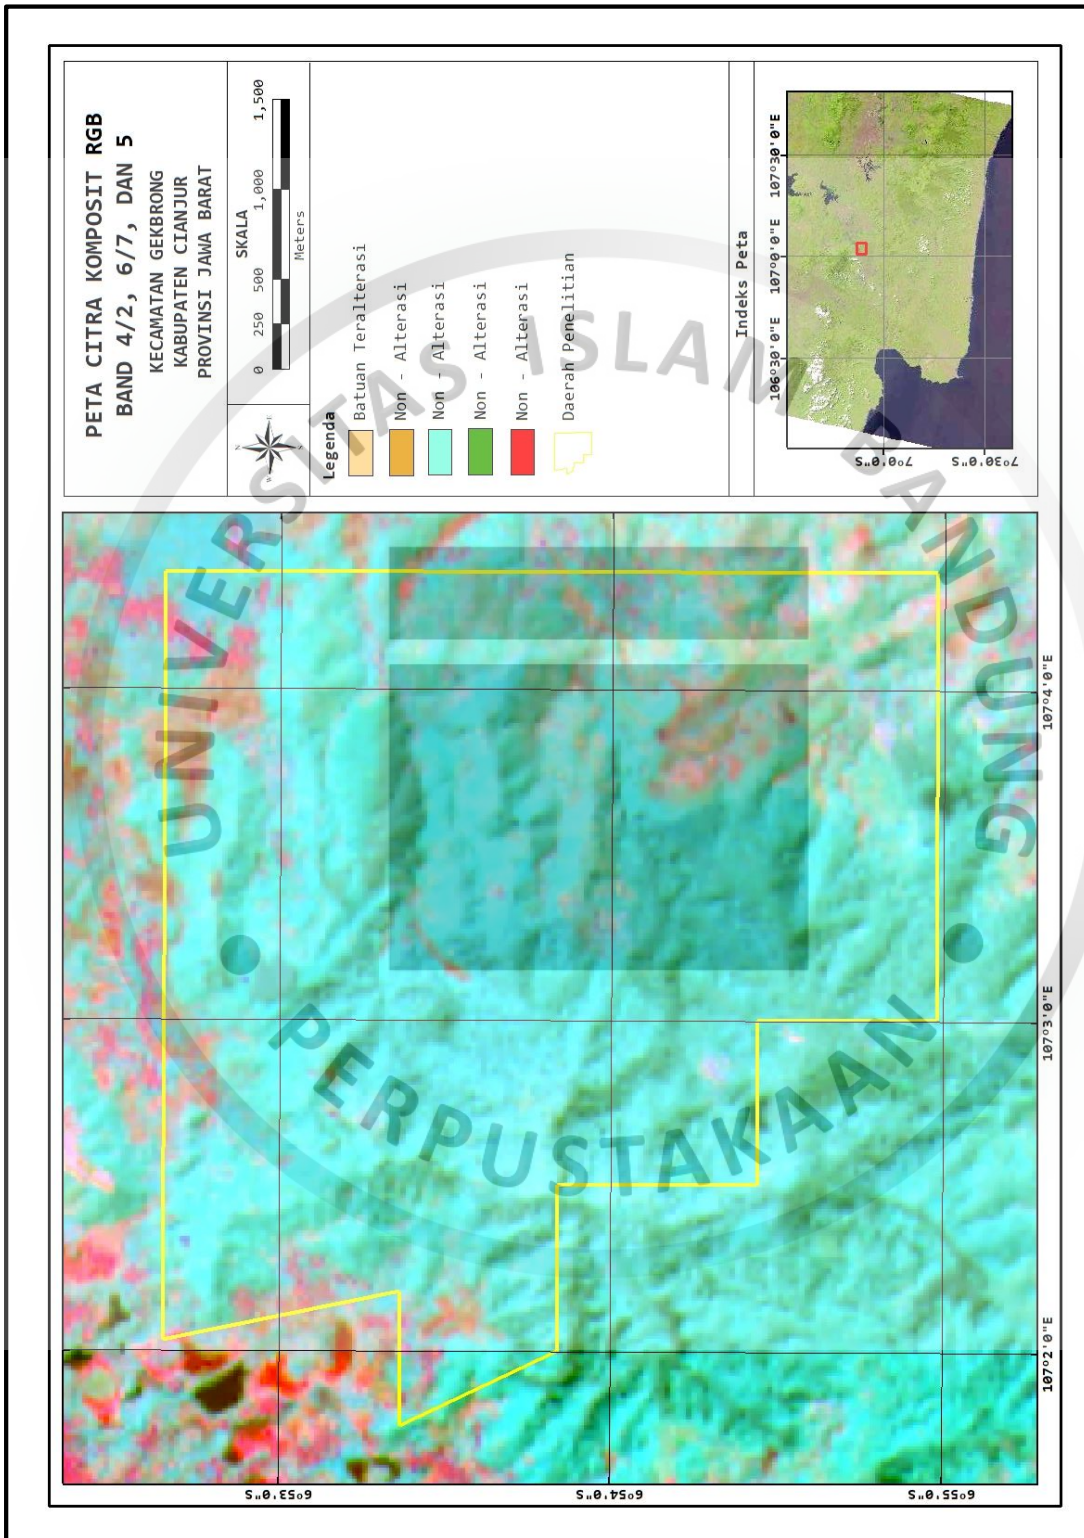 PETA CITRA KOMPOSIT RGB
BAND 4/2, 6/7, DAN 5
KECAMATAN GEKBRONG
KABUPATEN CIANJUR
PROVINSI JAWA BARAT
SKALA
0 250 500 1,000 1,500
Meters
Legenda
Batuan Teralterasi
Non - Alterasi
Non - Alterasi
Non - Alterasi
Non - Alterasi
Daerah Penelitian
Indeks Peta
106°30'0"E 107°0'0"E 107°30'0"E
7°0'0"S
7°30'0"S
107°2'0"E 107°3'0"E 107°4'0"E
6°53'0"S
6°54'0"S
6°55'0"S
UNIVERSITAS ISLAM BANDUNG
PERPUSTAKAAN